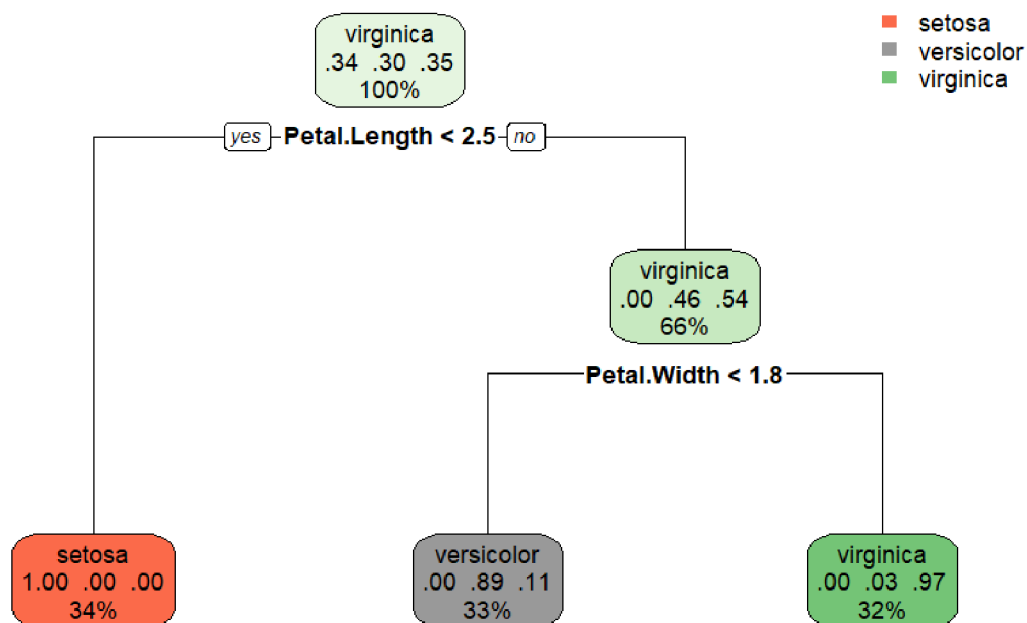 virginica
.34 .30 .35
100%
setosa
versicolor
virginica
yes Petal.Length < 2.5 no
virginica
.00 .46 .54
66%
Petal.Width < 1.8
setosa
1.00 .00 .00
34%
versicolor
.00 .89 .11
33%
virginica
.00 .03 .97
32%